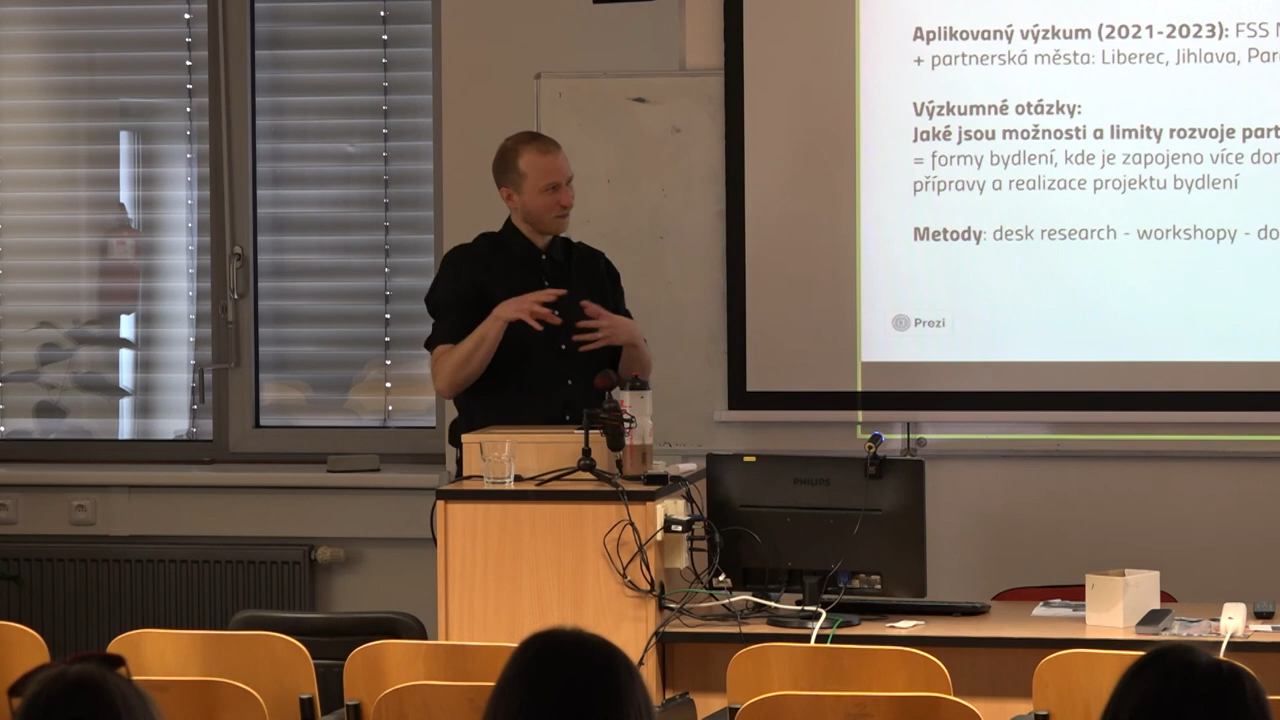 Aplikovaný výzkum (2021-2023): FSS
+ partnerská města: Liberec, Jihlava,
Výzkumné otázky:
Jaké jsou možnosti a limity rozvoje
= formy bydlení, kde je zapojeno více
přípravy a realizace projektu bydlení
Metody: desk research - workshopy -
Prezi
PHILIPS